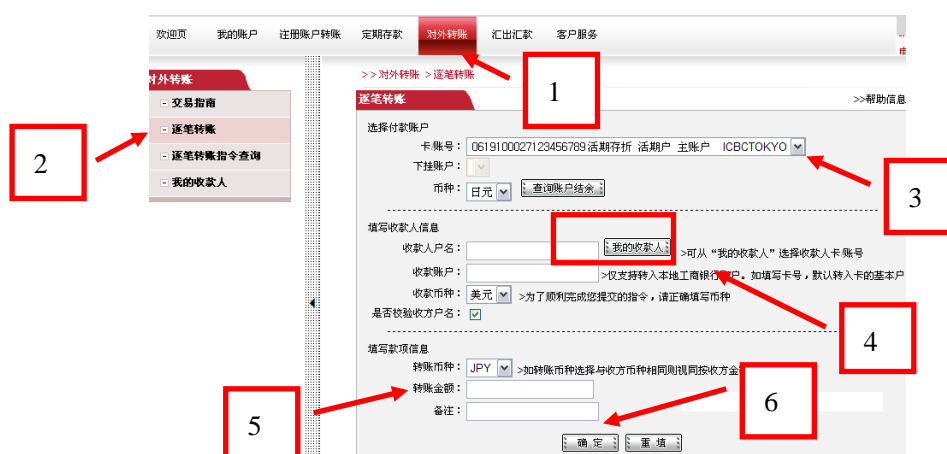 欢迎页 我的账户 注册账户转账 定期存款 对外转账 汇出汇款 客户服务
对外转账
交易指南
逐笔转账
逐笔转账指令查询
我的收款人
>>对外转账 >逐笔转账
逐笔转账 >>帮助信息
选择付款账户
卡/账号： 0619100027123456789 活期存折 活期户 主账户 ICBCTOKYO
下挂账户：
币种： 日元 查询账户结余
填写收款人信息
收款人户名： 我的收款人 >可从“我的收款人”选择收款人卡/账号
收款账户： >仅支持转入本地工商银行账户。如填写卡号，默认转入卡的基本户
收款币种： 美元 >为了顺利完成您提交的指令，请正确填写币种
是否校验收方户名：
填写款项信息
转账币种： JPY >如转账币种选择与收方币种相同则视同按收方金
转账金额：
备注：
确 定 重 填
1
2
3
4
5
6